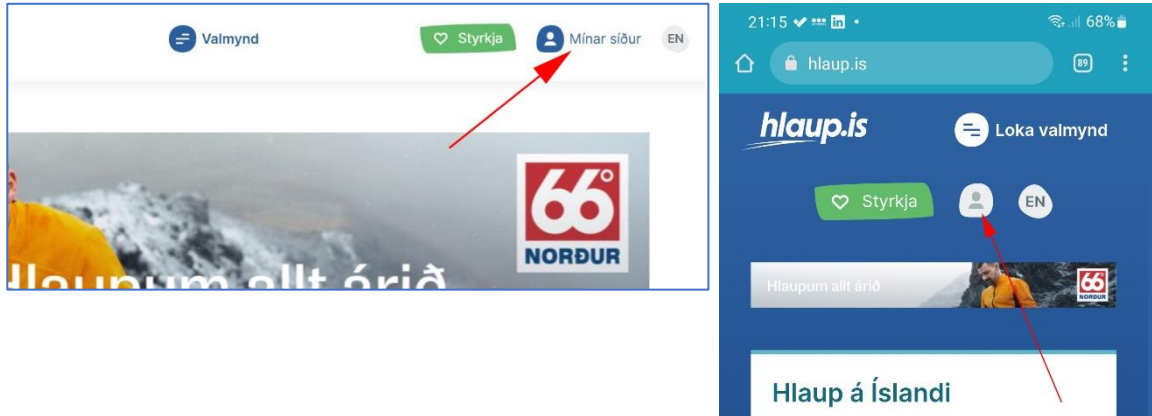 Valmynd
Styrkja
Mínar síður
EN
66°
NORÐUR
Hlaupum allt árið
21:15
68%
hlaup.is
89
hlaup.is
Loka valmynd
Styrkja
EN
Hlaupum allt árið
66°
NORÐUR
Hlaup á Íslandi